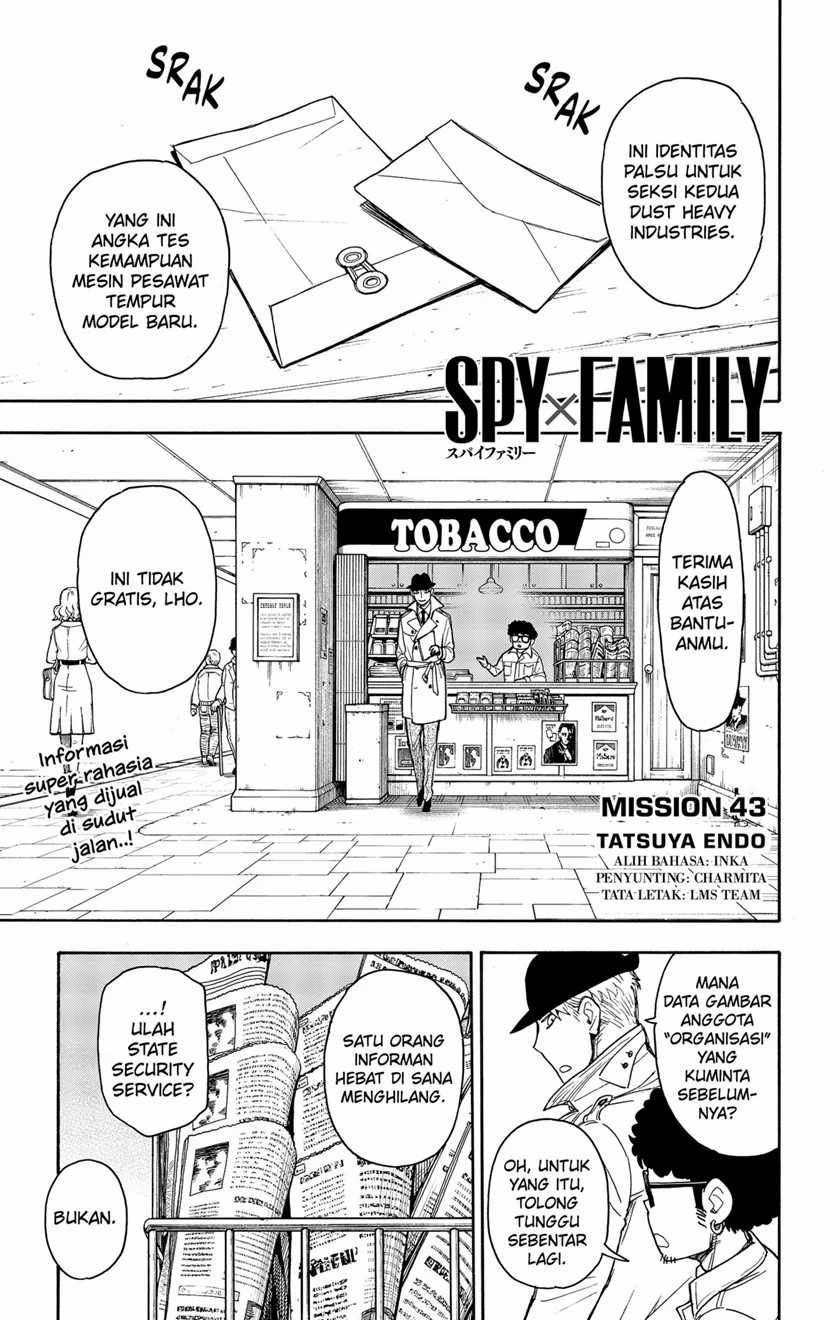 SRAK
SRAK
INI IDENTITAS
PALSU UNTUK
SEKSI KEDUA
DUST HEAVY
INDUSTRIES.
YANG INI
ANGKA TES
KEMAMPUAN
MESIN PESAWAT
TEMPUR
MODEL BARU.
SPY×FAMILY
スパイファミリー
TOBACCO
TERIMA
KASIH
ATAS
BANTU-
ANMU.
INI TIDAK
GRATIS, LHO.
Informasi
super rahasia
yang dijual
di sudut
jalan..!
MISSION 43
TATSUYA ENDO
ALIH BAHASA: INKA
PENYUNTING: CHARMITA
TATA LETAK: LMS TEAM
MANA
DATA GAMBAR
ANGGOTA
“ORGANISASI”
YANG
KUMINTA
SEBELUM-
NYA?
OH, UNTUK
YANG ITU,
TOLONG
TUNGGU
SEBENTAR
LAGI.
SATU ORANG
INFORMAN
HEBAT DI SANA
MENGHILANG.
...!
ULAH
STATE
SECURITY
SERVICE?
BUKAN.